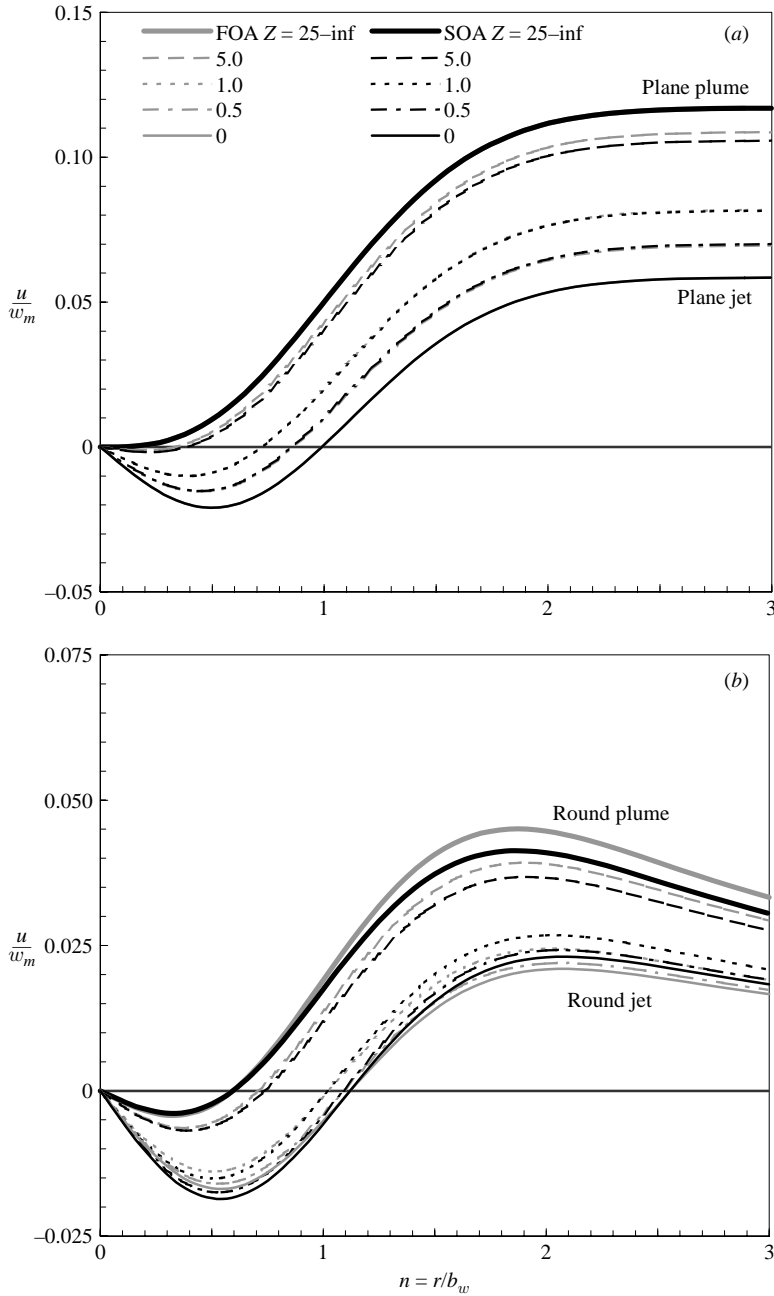 0.15
FOA Z = 25–inf
SOA Z = 25–inf
(a)
5.0
5.0
1.0
1.0
0.5
0.5
0
0
Plane plume
0.10
u
w_m
0.05
Plane jet
0
–0.05
0
1
2
3
0.075
(b)
0.050
Round plume
u
w_m
0.025
Round jet
0
–0.025
0
1
2
3
n = r/b_w